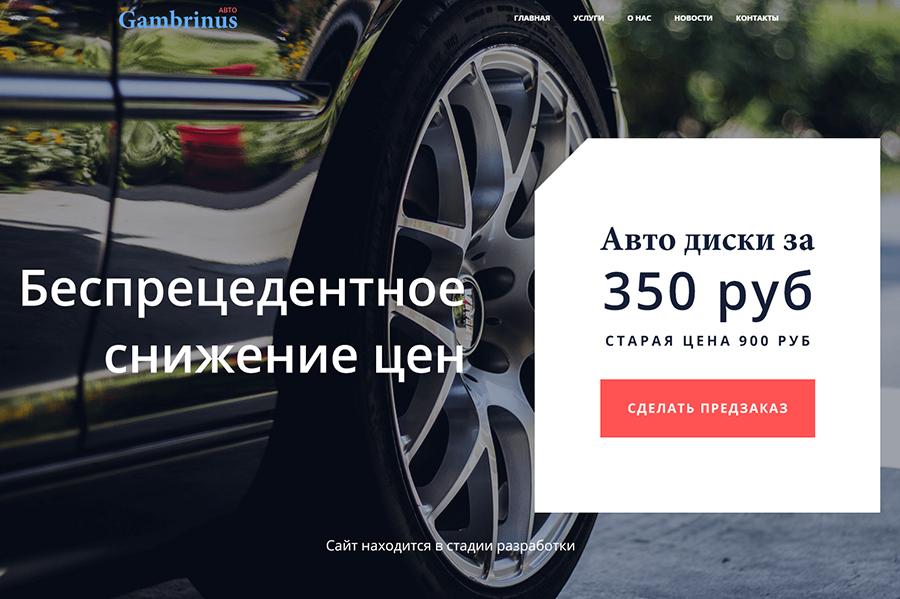 АВТО
Gambrinus
ГЛАВНАЯ УСЛУГИ О НАС НОВОСТИ КОНТАКТЫ
Беспрецедентное
снижение цен
Авто диски за
350 руб
СТАРАЯ ЦЕНА 900 РУБ
СДЕЛАТЬ ПРЕДЗАКАЗ
Сайт находится в стадии разработки